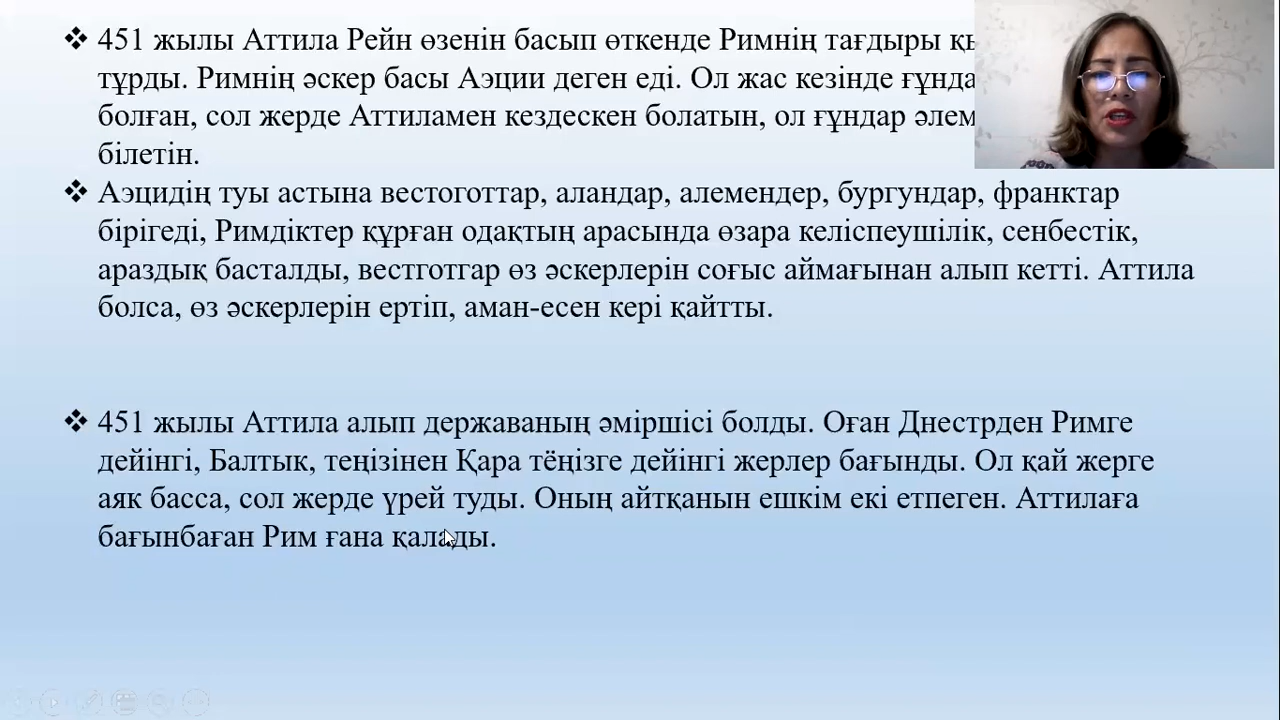 ❖ 451 жылы Аттила Рейн өзенін басып өткенде Римнің тағдыры
тұрды. Римнің әскер басы Аэции деген еді. Ол жас кезінде
болған, сол жерде Аттиламен кездескен болатын, ол ғұндар
білетін.
❖ Аэцидің туы астына вестоготтар, аландар, алемендер, бургундар, франктар
бірігеді, Римдіктер құрған одақтың арасында өзара келіспеушілік, сенбестік,
араздық басталды, вестготгар өз әскерлерін соғыс аймағынан алып кетті. Аттила
болса, өз әскерлерін ертіп, аман-есен кері қайтты.
❖ 451 жылы Аттила алып державаның әміршісі болды. Оған Днестрден Римге
дейінгі, Балтык, теңізінен Қара тёңізге дейінгі жерлер бағынды. Ол қай жерге
аяк басса, сол жерде үрей туды. Оның айтқанын ешкім екі етпеген. Аттилаға
бағынбаған Рим ғана қалады.